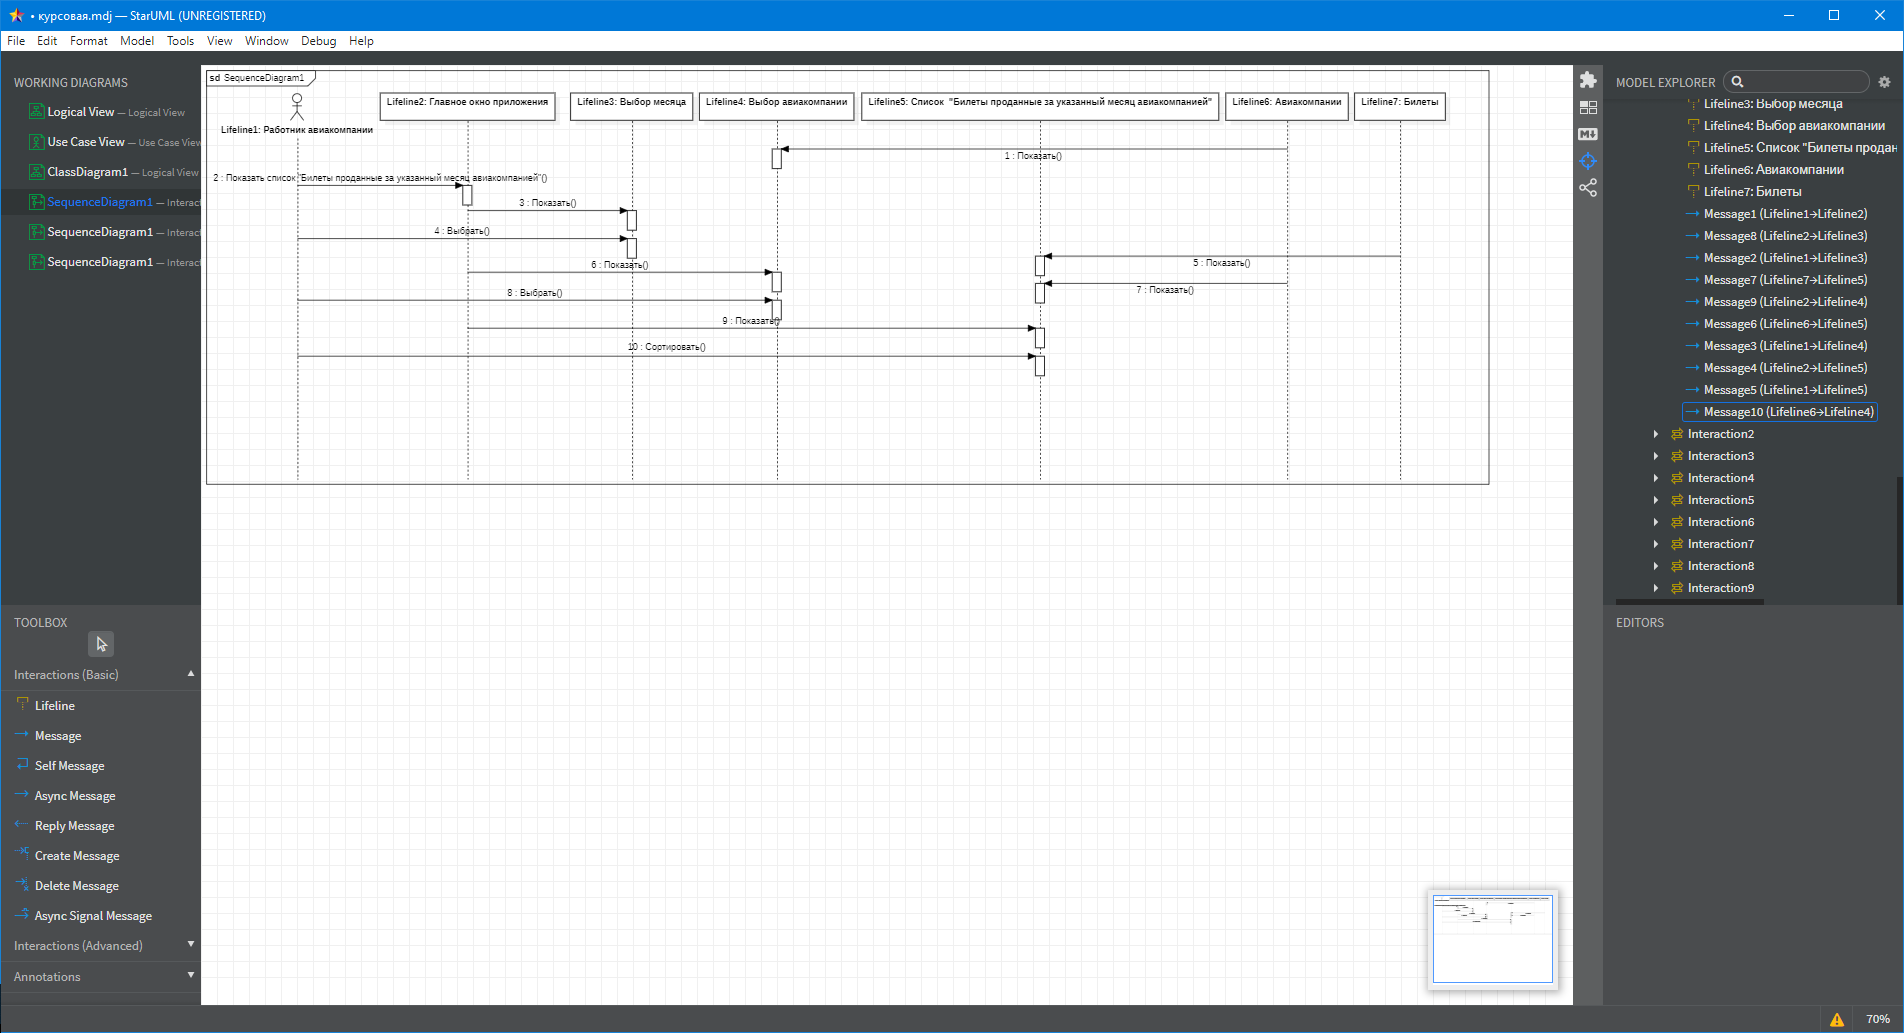 • курсовая.mdj — StarUML (UNREGISTERED)
File Edit Format Model Tools View Window Debug Help
WORKING DIAGRAMS
Logical View — Logical View
Use Case View — Use Case View
ClassDiagram1 — Logical View
SequenceDiagram1 — Interact
SequenceDiagram1 — Interact
SequenceDiagram1 — Interact
TOOLBOX
Interactions (Basic)
Lifeline
Message
Self Message
Async Message
Reply Message
Create Message
Delete Message
Async Signal Message
Interactions (Advanced)
Annotations
sd SequenceDiagram1
Lifeline1: Работник авиакомпании
Lifeline2: Главное окно приложения
Lifeline3: Выбор месяца
Lifeline4: Выбор авиакомпании
Lifeline5: Список "Билеты проданные за указанный месяц авиакомпанией"
Lifeline6: Авиакомпании
Lifeline7: Билеты
1 : Показать()
2 : Показать список "Билеты проданные за указанный месяц авиакомпанией"()
3 : Показать()
4 : Выбрать()
5 : Показать()
6 : Показать()
7 : Показать()
8 : Выбрать()
9 : Показать()
10 : Сортировать()
M
MODEL EXPLORER
Lifeline3: Выбор месяца
Lifeline4: Выбор авиакомпании
Lifeline5: Список "Билеты продан
Lifeline6: Авиакомпании
Lifeline7: Билеты
Message1 (Lifeline1→Lifeline2)
Message8 (Lifeline2→Lifeline3)
Message2 (Lifeline1→Lifeline3)
Message7 (Lifeline7→Lifeline5)
Message9 (Lifeline2→Lifeline4)
Message6 (Lifeline6→Lifeline5)
Message3 (Lifeline1→Lifeline4)
Message4 (Lifeline2→Lifeline5)
Message5 (Lifeline1→Lifeline5)
Message10 (Lifeline6→Lifeline4)
Interaction2
Interaction3
Interaction4
Interaction5
Interaction6
Interaction7
Interaction8
Interaction9
EDITORS
70%